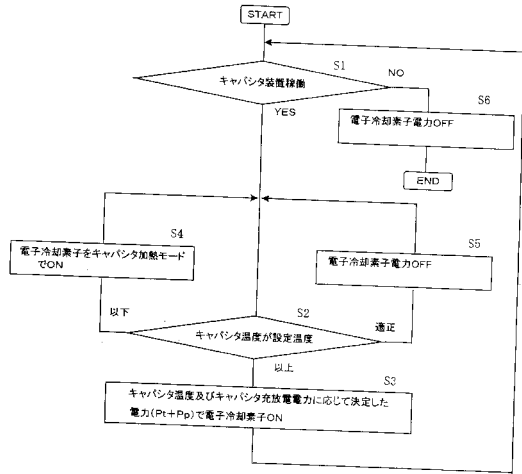 START
S1
キャパシタ装置稼働
NO
YES
S6
電子冷却素子電力OFF
END
S4
電子冷却素子をキャパシタ加熱モード
でON
S5
電子冷却素子電力OFF
以下
S2
適正
キャパシタ温度が設定温度
以上
S3
キャパシタ温度及びキャパシタ充放電電力に応じて決定した
電力(Pt+Pp)で電子冷却素子ON